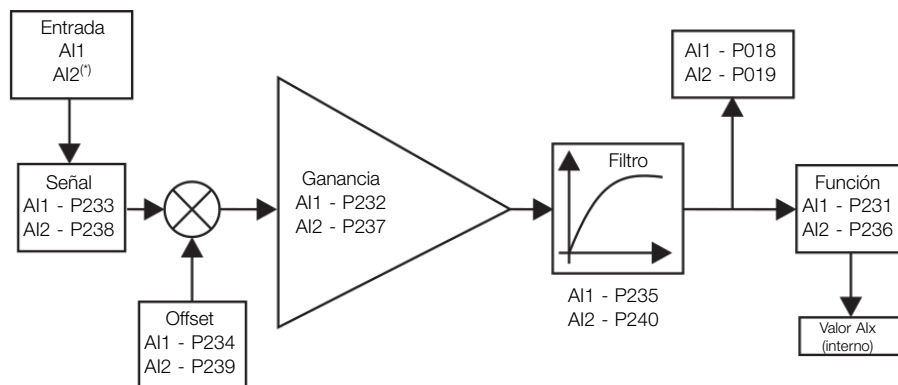 Entrada
AI1
AI2(*)
Señal
AI1 - P233
AI2 - P238
Offset
AI1 - P234
AI2 - P239
Ganancia
AI1 - P232
AI2 - P237
Filtro
AI1 - P235
AI2 - P240
AI1 - P018
AI2 - P019
Función
AI1 - P231
AI2 - P236
Valor AIx
(interno)